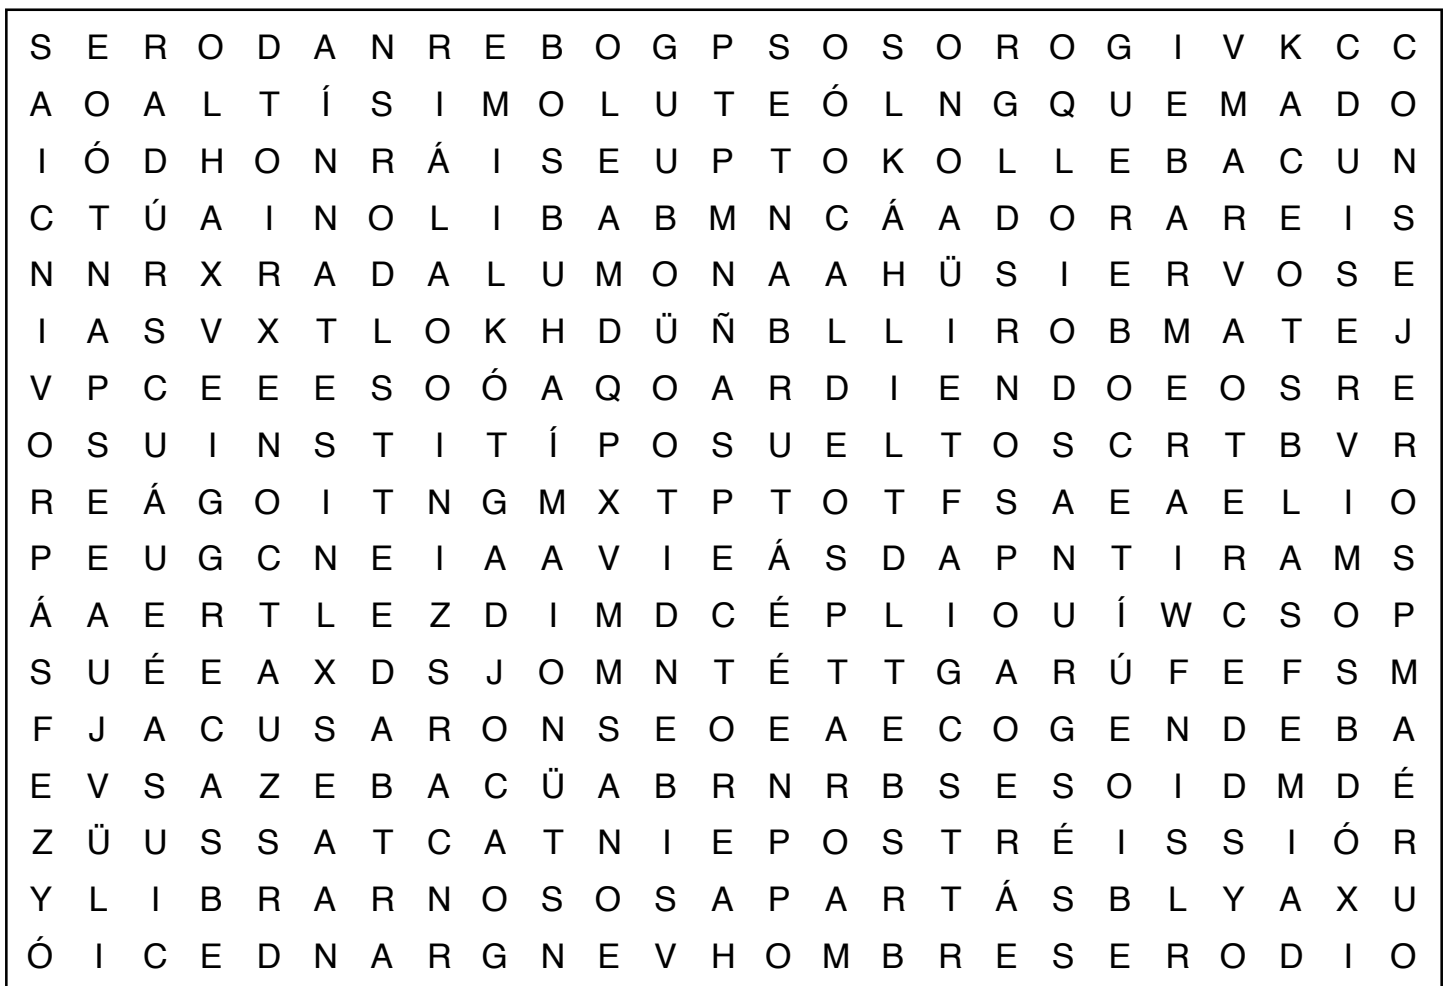 S E R O D A N R E B O G P S O S O R O G I V K C C
A O A L T Í S I M O L U T E Ó L N G Q U E M A D O
I Ó D H O N R Á I S E U P T O K O L L E B A C U N
C T Ú A I N O L I B A B M N C Á A D O R A R E I S
N N R X R A D A L U M O N A A H Ü S I E R V O S E
I A S V X T L O K H D Ü Ñ B L L I R O B M A T E J
V P C E E E S O Ó A Q O A R D I E N D O E O S R E
O S U I N S T I T Í P O S U E L T O S C R T B V R
R E Á G O I T N G M X T P T O T F S A E A E L I O
P E U G C N E I A A V I E Á S D A P N T I R A M S
Á A E R T L E Z D I M D C É P L I O U Í W C S O P
S U É E A X D S J O M N T É T T G A R Ú F E F S M
F J A C U S A R O N S E O E A E C O G E N D E B A
E V S A Z E B A C Ü A B R N R B S E S O I D M D É
Z Ü U S S A T C A T N I E P O S T R É I S S I Ó R
Y L I B R A R N O S O S A P A R T Á S B L Y A X U
Ó I C E D N A R G N E V H O M B R E S E R O D I O